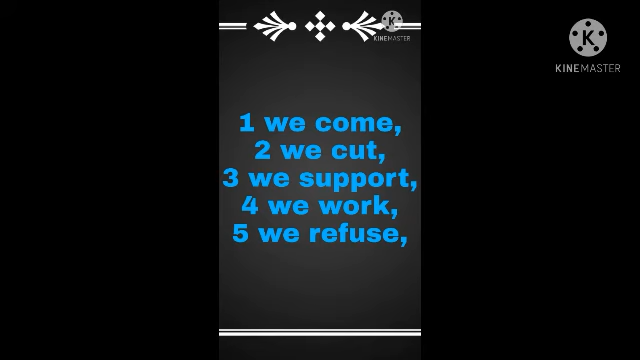 KINEMASTER
KINEMASTER
1 we come,
2 we cut,
3 we support,
4 we work,
5 we refuse,